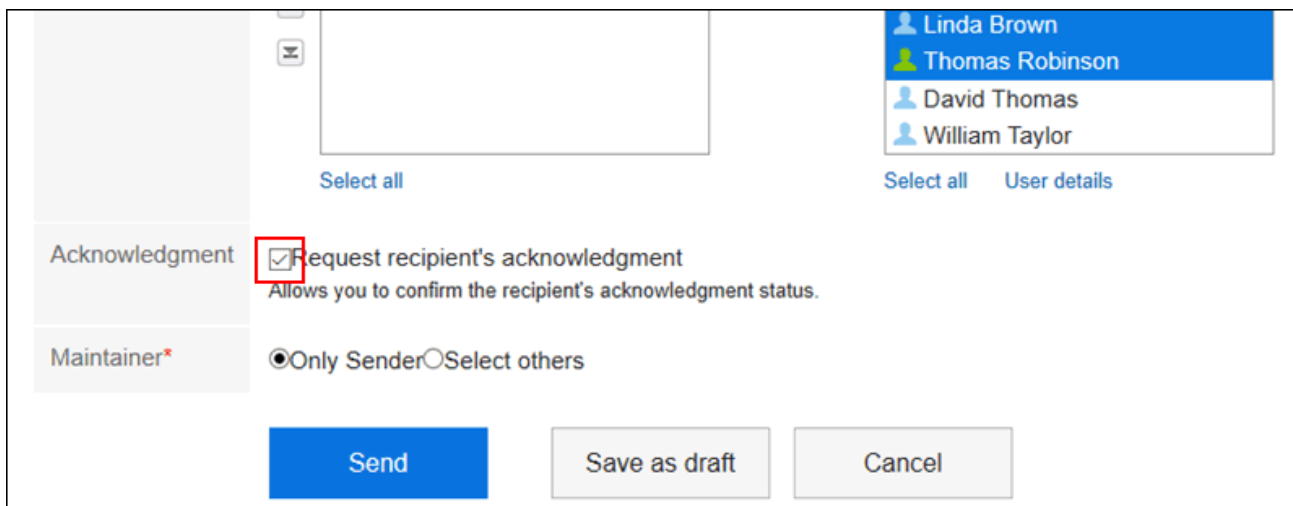 Linda Brown
Thomas Robinson
David Thomas
William Taylor
Select all
Select all User details
Acknowledgment
Request recipient's acknowledgment
Allows you to confirm the recipient's acknowledgment status.
Maintainer*
Only Sender Select others
Send Save as draft Cancel